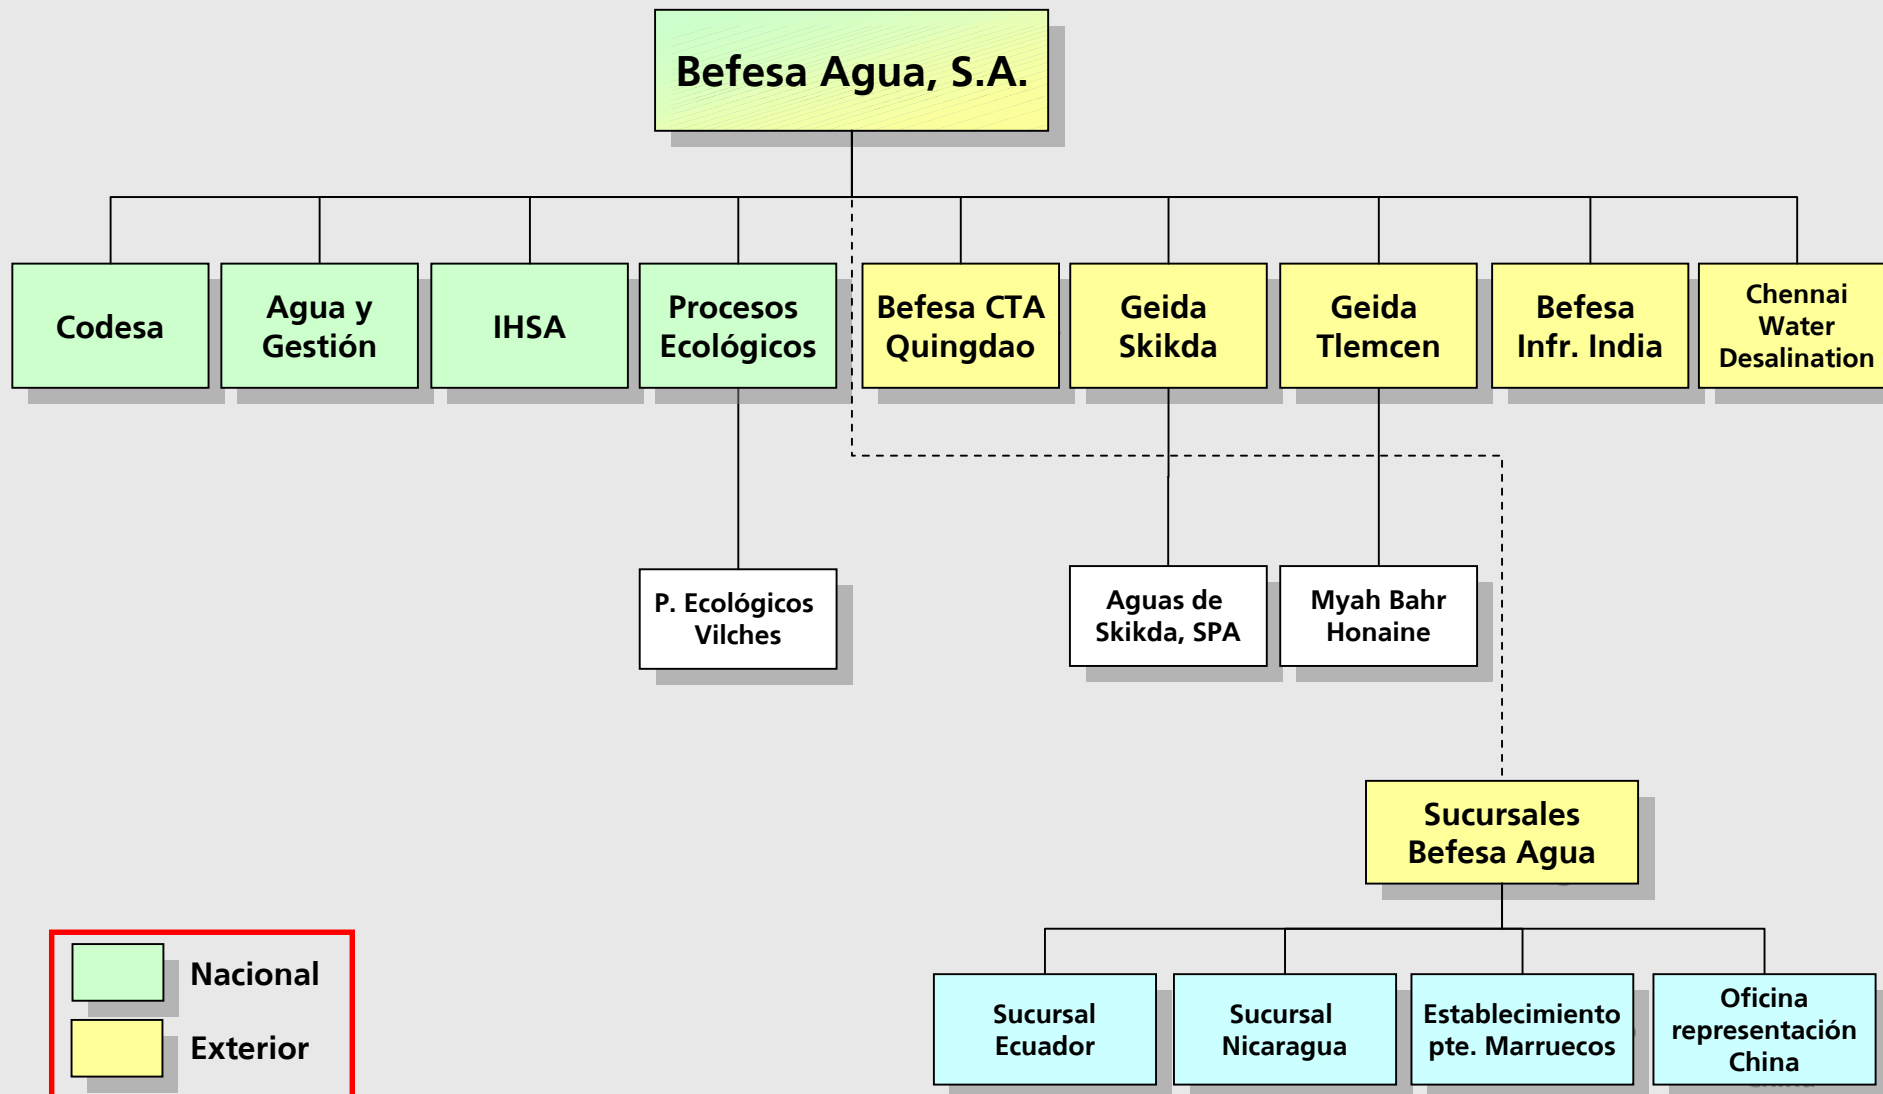 Befesa Agua, S.A.
Codesa
Agua y
Gestión
IHSA
Procesos
Ecológicos
Befesa CTA
Quingdao
Geida
Skikda
Geida
Tlemcen
Befesa
Infr. India
Chennai
Water
Desalination
P. Ecológicos
Vilches
Aguas de
Skikda, SPA
Myah Bahr
Honaine
Sucursales
Befesa Agua
Sucursal
Ecuador
Sucursal
Nicaragua
Establecimiento
pte. Marruecos
Oficina
representación
China
Nacional
Exterior